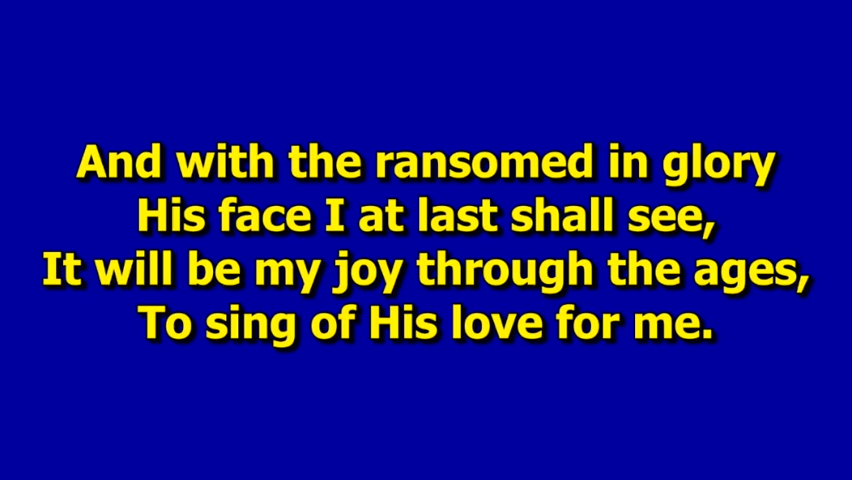 And with the ransomed in glory
His face I at last shall see,
It will be my joy through the ages,
To sing of His love for me.